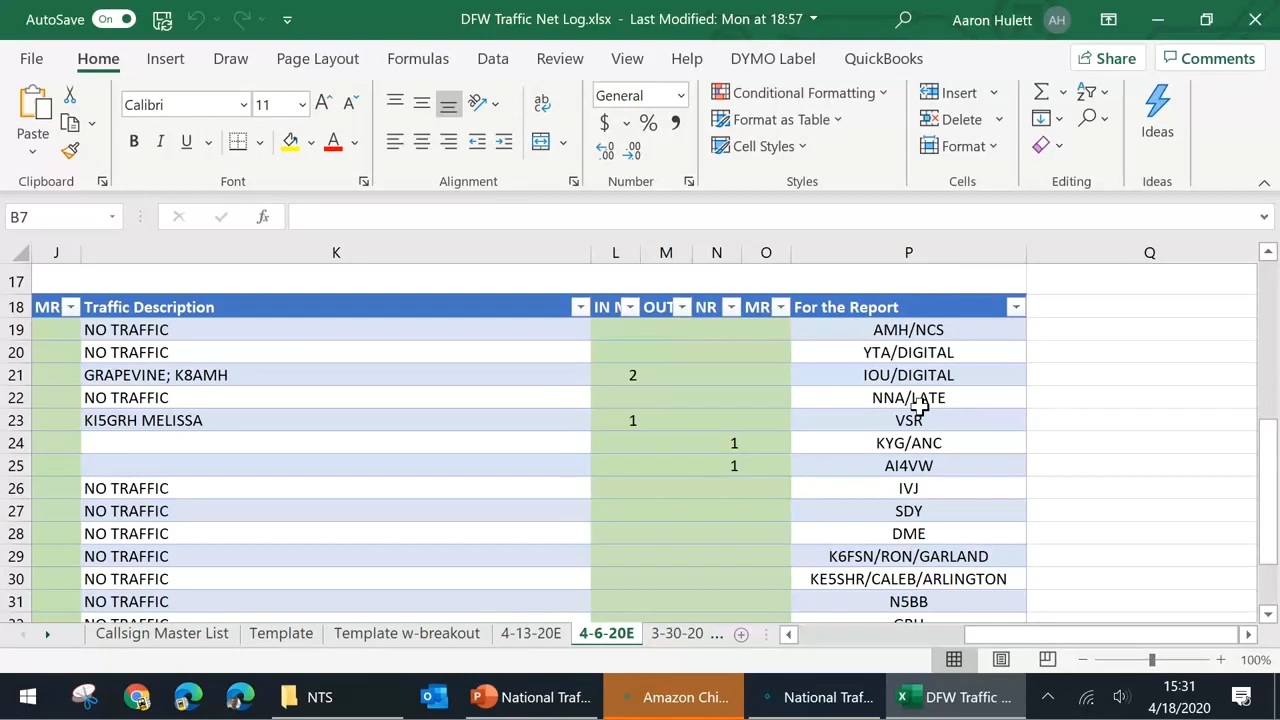 AutoSave On DFW Traffic Net Log.xlsx - Last Modified: Mon at 18:57 Aaron Hulett AH
File Home Insert Draw Page Layout Formulas Data Review View Help DYMO Label QuickBooks Share Comments
Paste Calibri 11 A A B I U A ab General $ % Conditional Formatting Format as Table Cell Styles Insert Delete Format Ideas
Clipboard Font Alignment Number Styles Cells Editing Ideas
B7 fx
J K L M N O P Q
17
18 MR Traffic Description IN OUT NR MR For the Report
19 NO TRAFFIC AMH/NCS
20 NO TRAFFIC YTA/DIGITAL
21 GRAPEVINE; K8AMH 2 IOU/DIGITAL
22 NO TRAFFIC NNA/LATE
23 KI5GRH MELISSA 1 VSR
24 1 KYG/ANC
25 1 AI4VW
26 NO TRAFFIC IVJ
27 NO TRAFFIC SDY
28 NO TRAFFIC DME
29 NO TRAFFIC K6FSN/RON/GARLAND
30 NO TRAFFIC KE5SHR/CALEB/ARLINGTON
31 NO TRAFFIC N5BB
Callsign Master List Template Template w-breakout 4-13-20E 4-6-20E 3-30-20 ...
100%
NTS National Traf... Amazon Chi... National Traf... DFW Traffic ... 15:31
4/18/2020